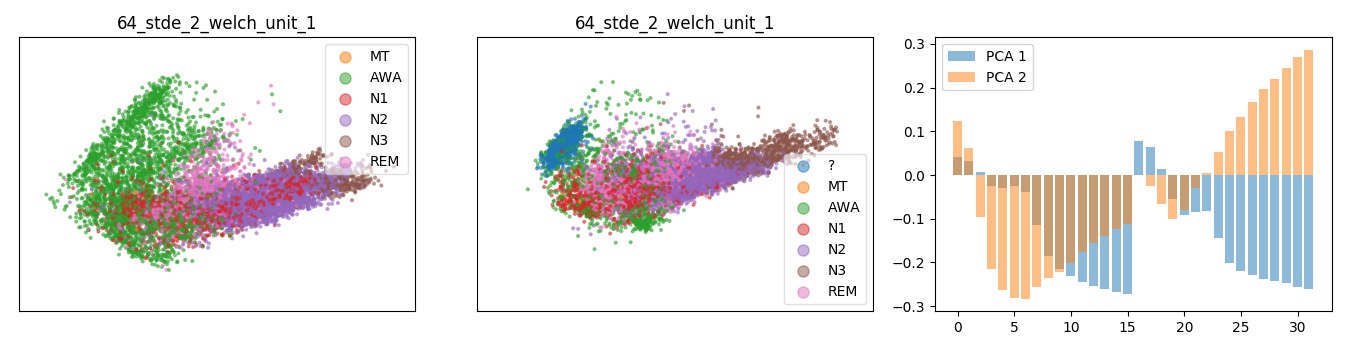 64_stde_2_welch_unit_1
MT
AWA
N1
N2
N3
REM
64_stde_2_welch_unit_1
?
MT
AWA
N1
N2
N3
REM
PCA 1
PCA 2
0.3
0.2
0.1
0.0
−0.1
−0.2
−0.3
0 5 10 15 20 25 30